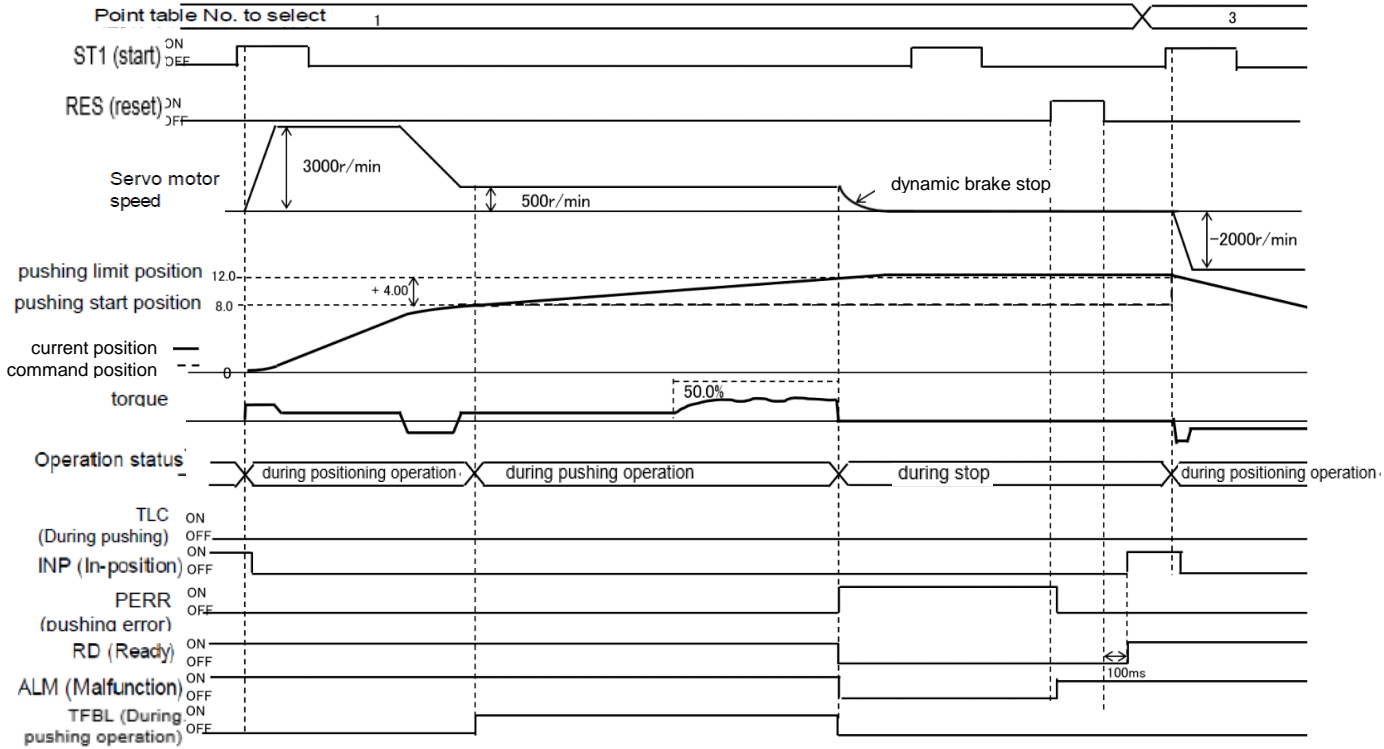 Point table No. to select
1
3
ST1 (start)
ON
OFF
RES (reset)
ON
OFF
3000r/min
Servo motor
speed
500r/min
dynamic brake stop
-2000r/min
pushing limit position 12.0
+ 4.00
pushing start position 8.0
current position
command position
0
torque
50.0%
Operation status
during positioning operation
during pushing operation
during stop
during positioning operation
TLC
(During pushing)
ON
OFF
INP (In-position)
ON
OFF
PERR
(pushing error)
ON
OFF
RD (Ready)
ON
OFF
100ms
ALM (Malfunction)
ON
OFF
TFBL (During
pushing operation)
ON
OFF